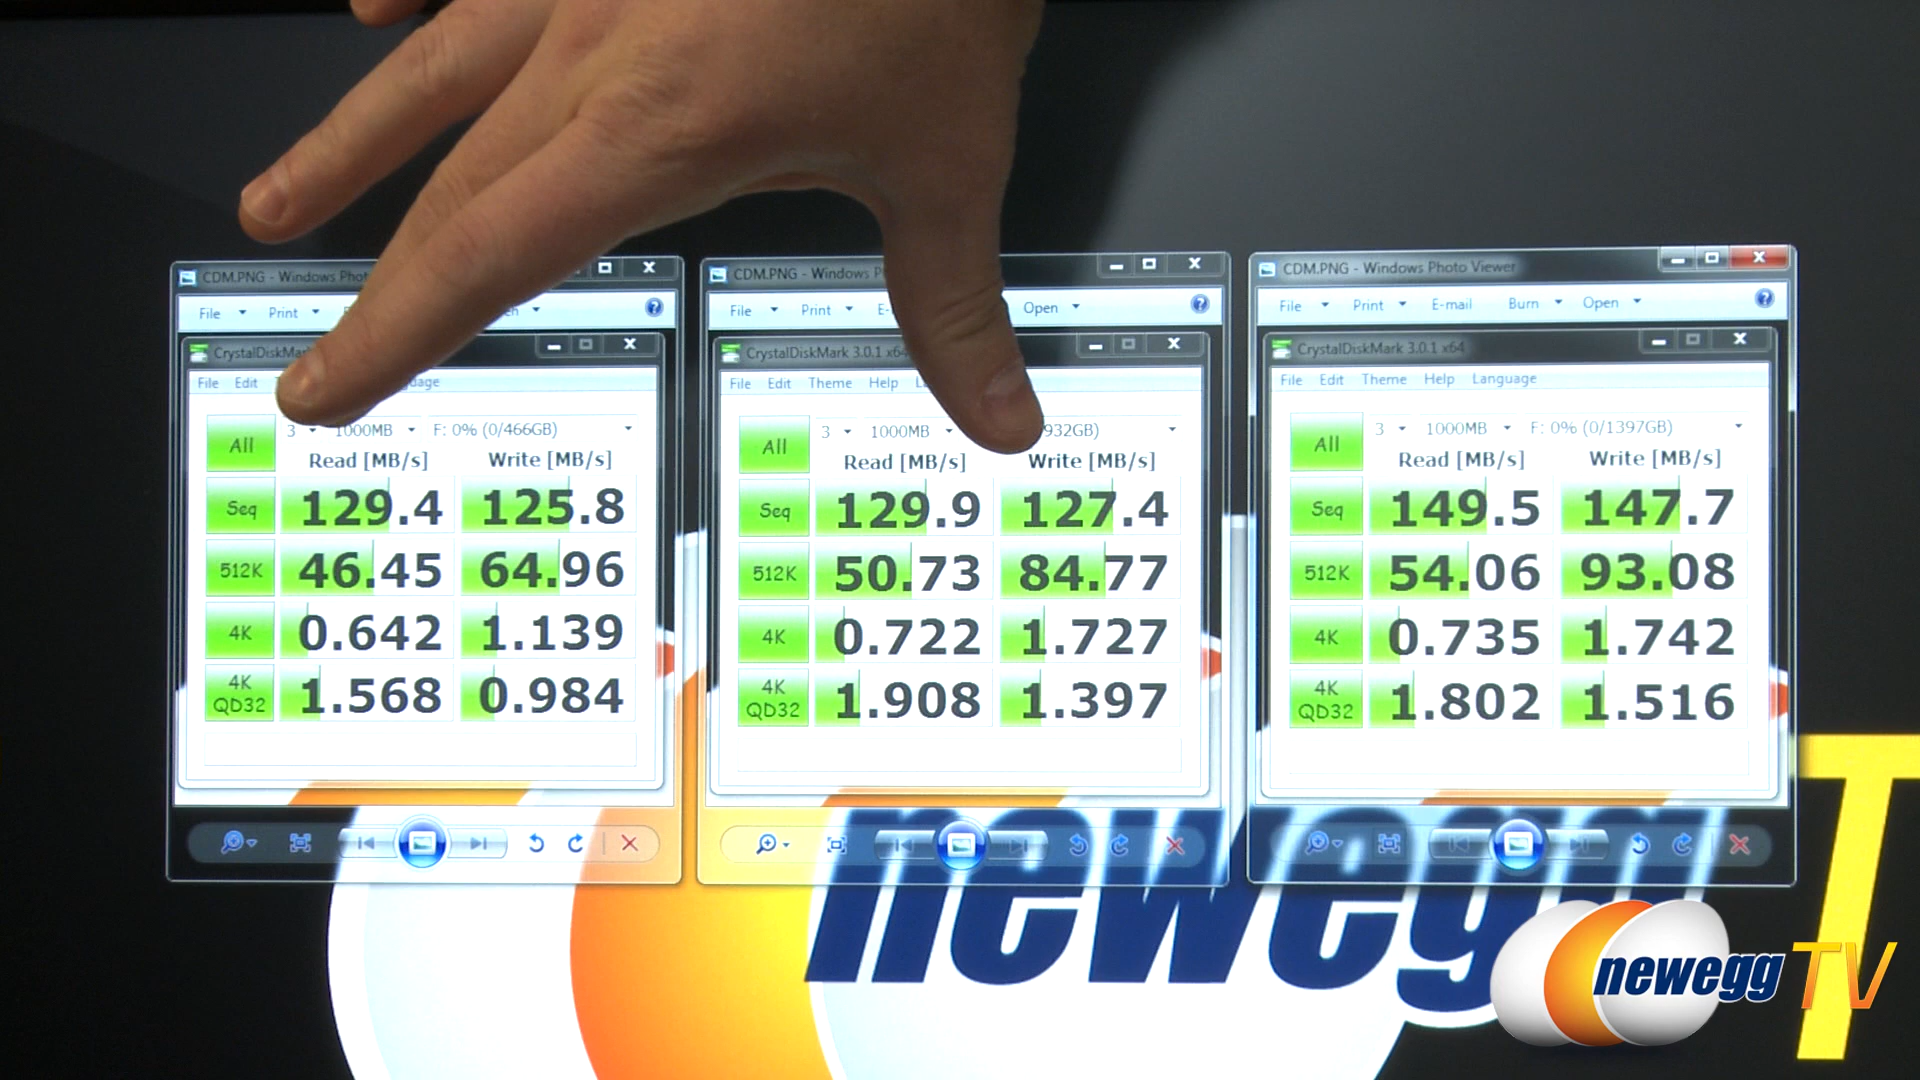 CDM.PNG - Windows
File Print
File Edit
All 3 1000MB F: 0% (0/466GB)
Read [MB/s] Write [MB/s]
Seq 129.4 125.8
512K 46.45 64.96
4K 0.642 1.139
4K QD32 1.568 0.984
CDM.PNG - Windows
File Print Open
CrystalDiskMark 3.0.1 x64
File Edit Theme Help
All 3 1000MB 932GB)
Read [MB/s] Write [MB/s]
Seq 129.9 127.4
512K 50.73 84.77
4K 0.722 1.727
4K QD32 1.908 1.397
CDM.PNG - Windows Photo Viewer
File Print E-mail Burn Open
CrystalDiskMark 3.0.1 x64
File Edit Theme Help Language
All 3 1000MB F: 0% (0/1397GB)
Read [MB/s] Write [MB/s]
Seq 149.5 147.7
512K 54.06 93.08
4K 0.735 1.742
4K QD32 1.802 1.516
newegg T
newegg TV